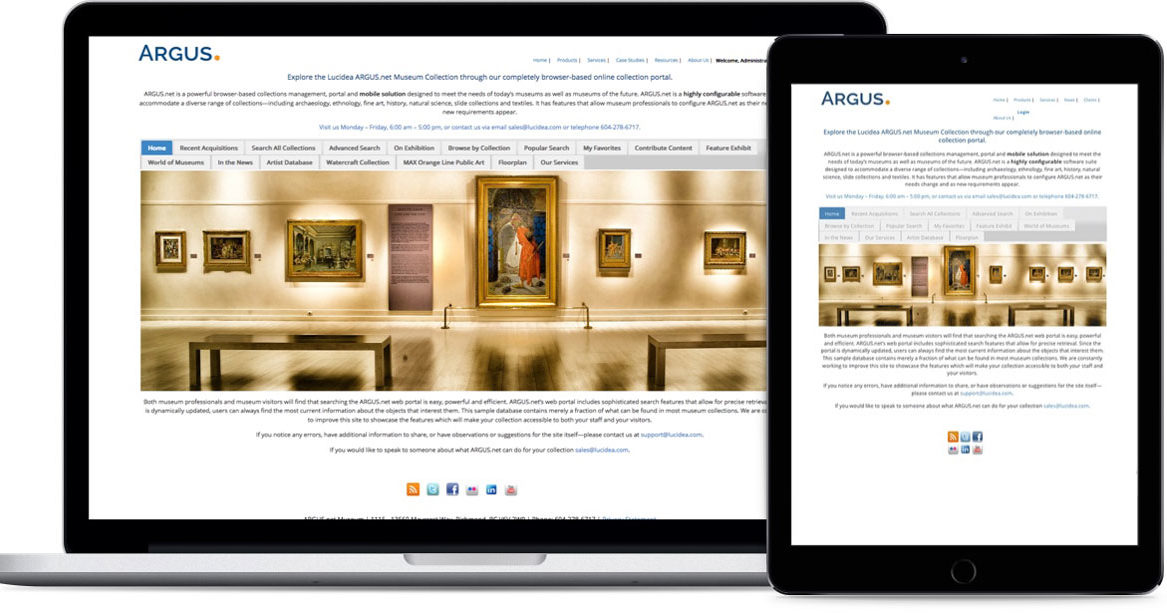 ARGUS.
Home | Products | Services | Case Studies | Resources | About Us | Welcome, Administra
Explore the Lucidea ARGUS.net Museum Collection through our completely browser-based online collection portal.
ARGUS.net is a powerful browser-based collections management, portal and mobile solution designed to meet the needs of today's museums as well as museums of the future. ARGUS.net is a highly configurable software
accommodate a diverse range of collections—including archaeology, ethnology, fine art, history, natural science, slide collections and textiles. It has features that allow museum professionals to configure ARGUS.net as their ne
new requirements appear.
Visit us Monday – Friday, 6:00 am – 5:00 pm, or contact us via email sales@lucidea.com or telephone 604-278-6717.
Home Recent Acquisitions Search All Collections Advanced Search On Exhibition Browse by Collection Popular Search My Favorites Contribute Content Feature Exhibit
World of Museums In the News Artist Database Watercraft Collection MAX Orange Line Public Art Floorplan Our Services
Both museum professionals and museum visitors will find that searching the ARGUS.net web portal is easy, powerful and efficient. ARGUS.net's web portal includes sophisticated search features that allow for precise retrieva
is dynamically updated, users can always find the most current information about the objects that interest them. This sample database contains merely a fraction of what can be found in most museum collections. We are co
to improve this site to showcase the features which will make your collection accessible to both your staff and your visitors.
If you notice any errors, have additional information to share, or have observations or suggestions for the site itself—please contact us at support@lucidea.com.
If you would like to speak to someone about what ARGUS.net can do for your collection sales@lucidea.com.
ARGUS.
Home | Products | Services | News | Clients |
Login
About Us |
Explore the Lucidea ARGUS.net Museum Collection through our completely browser-based online
collection portal.
ARGUS.net is a powerful browser-based collections management, portal and mobile solution designed to meet the
needs of today's museums as well as museums of the future. ARGUS.net is a highly configurable software suite
designed to accommodate a diverse range of collections—including archaeology, ethnology, fine art, history, natural
science, slide collections and textiles. It has features that allow museum professionals to configure ARGUS.net as their
needs change and as new requirements appear.
Visit us Monday – Friday, 6:00 am – 5:00 pm, or contact us via email sales@lucidea.com or telephone 604-278-6717.
Home Recent Acquisitions Search All Collections Advanced Search On Exhibition
Browse by Collection Popular Search My Favorites Feature Exhibit World of Museums
In the News Our Services Artist Database Floorplan
Both museum professionals and museum visitors will find that searching the ARGUS.net web portal is easy, powerful
and efficient. ARGUS.net's web portal includes sophisticated search features that allow for precise retrieval. Since the
portal is dynamically updated, users can always find the most current information about the objects that interest them.
This sample database contains merely a fraction of what can be found in most museum collections. We are constantly
working to improve this site to showcase the features which will make your collection accessible to both your staff and
your visitors.
If you notice any errors, have additional information to share, or have observations or suggestions for the site itself—
please contact us at support@lucidea.com.
If you would like to speak to someone about what ARGUS.net can do for your collection sales@lucidea.com.